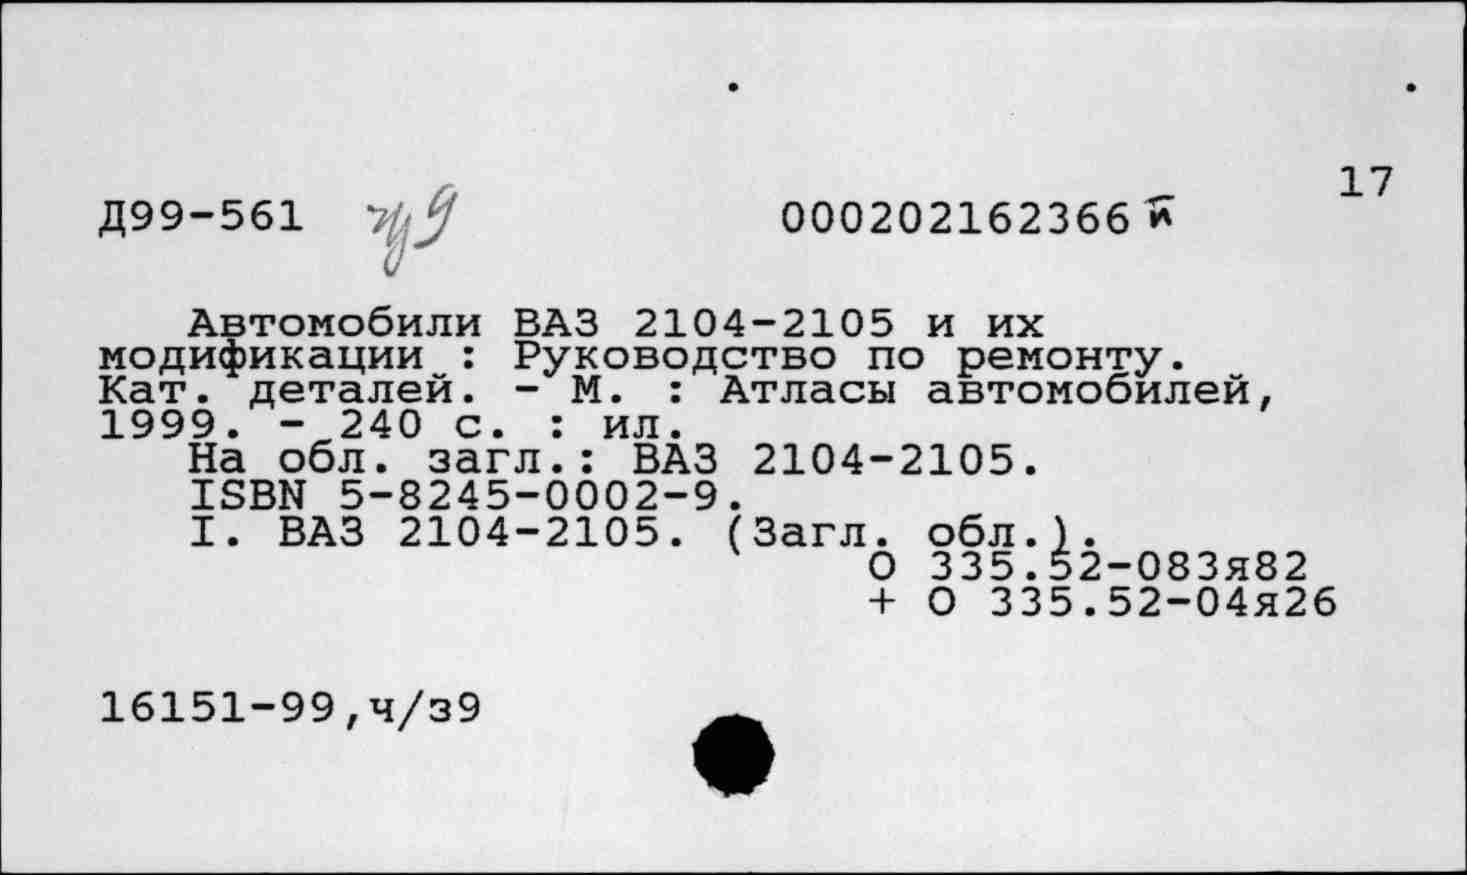 17
Д99-561 000202162366 й
Автомобили ВАЗ 2104-2105 и их
модификации : Руководство по ремонту.
Кат. деталей. - М. : Атласы автомобилей,
1999. - 240 с. : ил.
На обл. загл.: ВАЗ 2104-2105.
ISBN 5-8245-0002-9.
I. ВАЗ 2104-2105. (Загл. обл.).
О 335.52-083я82
+ О 335.52-04я26
16151-99,ч/з9